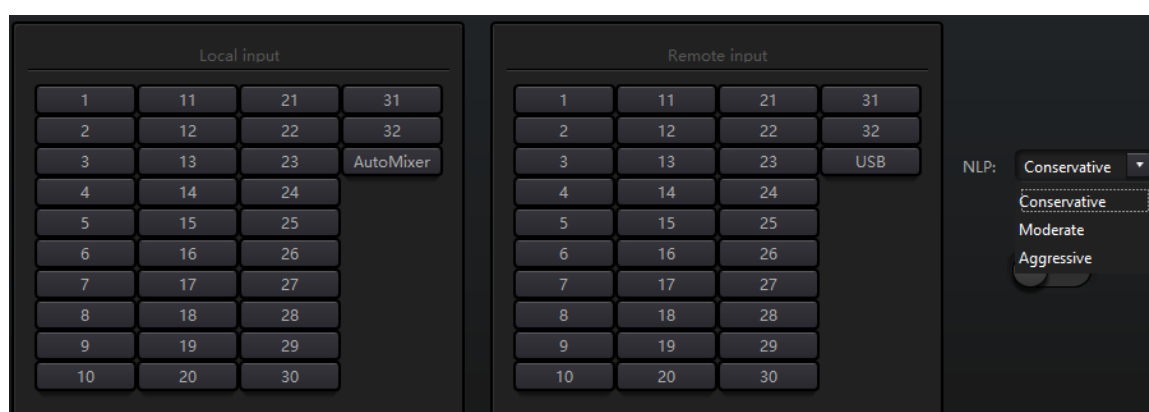 Local input
Remote input
1 11 21 31 1 11 21 31
2 12 22 32 2 12 22 32
3 13 23 AutoMixer 3 13 23 USB NLP: Conservative
4 14 24 4 14 24 Conservative
5 15 25 5 15 25 Moderate
6 16 26 6 16 26 Aggressive
7 17 27 7 17 27
8 18 28 8 18 28
9 19 29 9 19 29
10 20 30 10 20 30